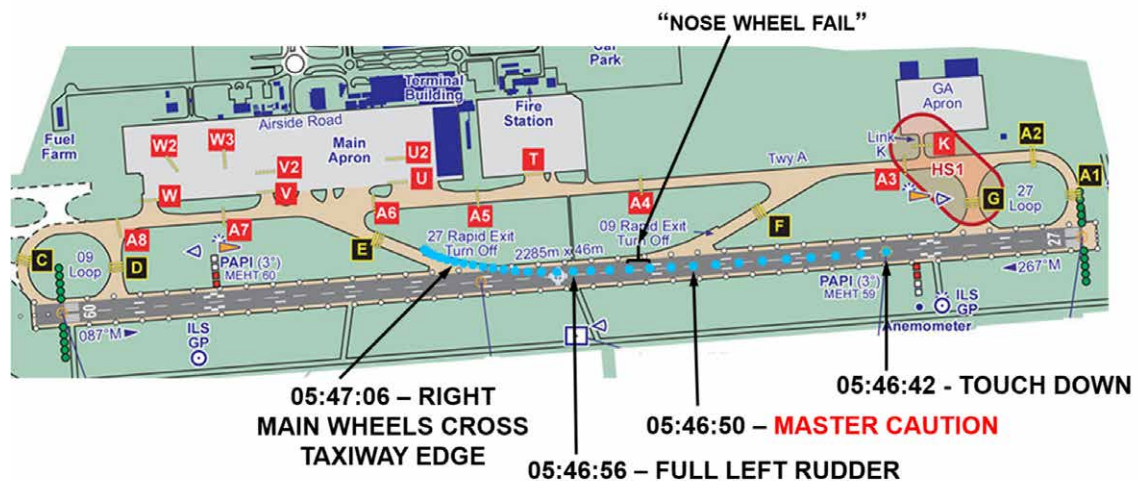 “NOSE WHEEL FAIL”
Car
Park
Terminal
Building
Fire
Station
GA
Apron
Fuel
Farm
Airside Road
Main
Apron
Link
K
K
A2
W2
W3
V2
U2
T
Twy A
HS1
A1
W
V
U
A3
G
27
Loop
A8
A7
A6
A5
A4
F
E
27 Rapid Exit
Turn Off
09 Rapid Exit
Turn Off
2285m x 46m
C
09
Loop
D
PAPI (3°)
MEHT 60
27
267°M
PAPI (3°)
MEHT 59
ILS
GP
09
087°M
ILS
GP
Anemometer
05:46:42 - TOUCH DOWN
05:47:06 – RIGHT
MAIN WHEELS CROSS
TAXIWAY EDGE
05:46:50 – MASTER CAUTION
05:46:56 – FULL LEFT RUDDER